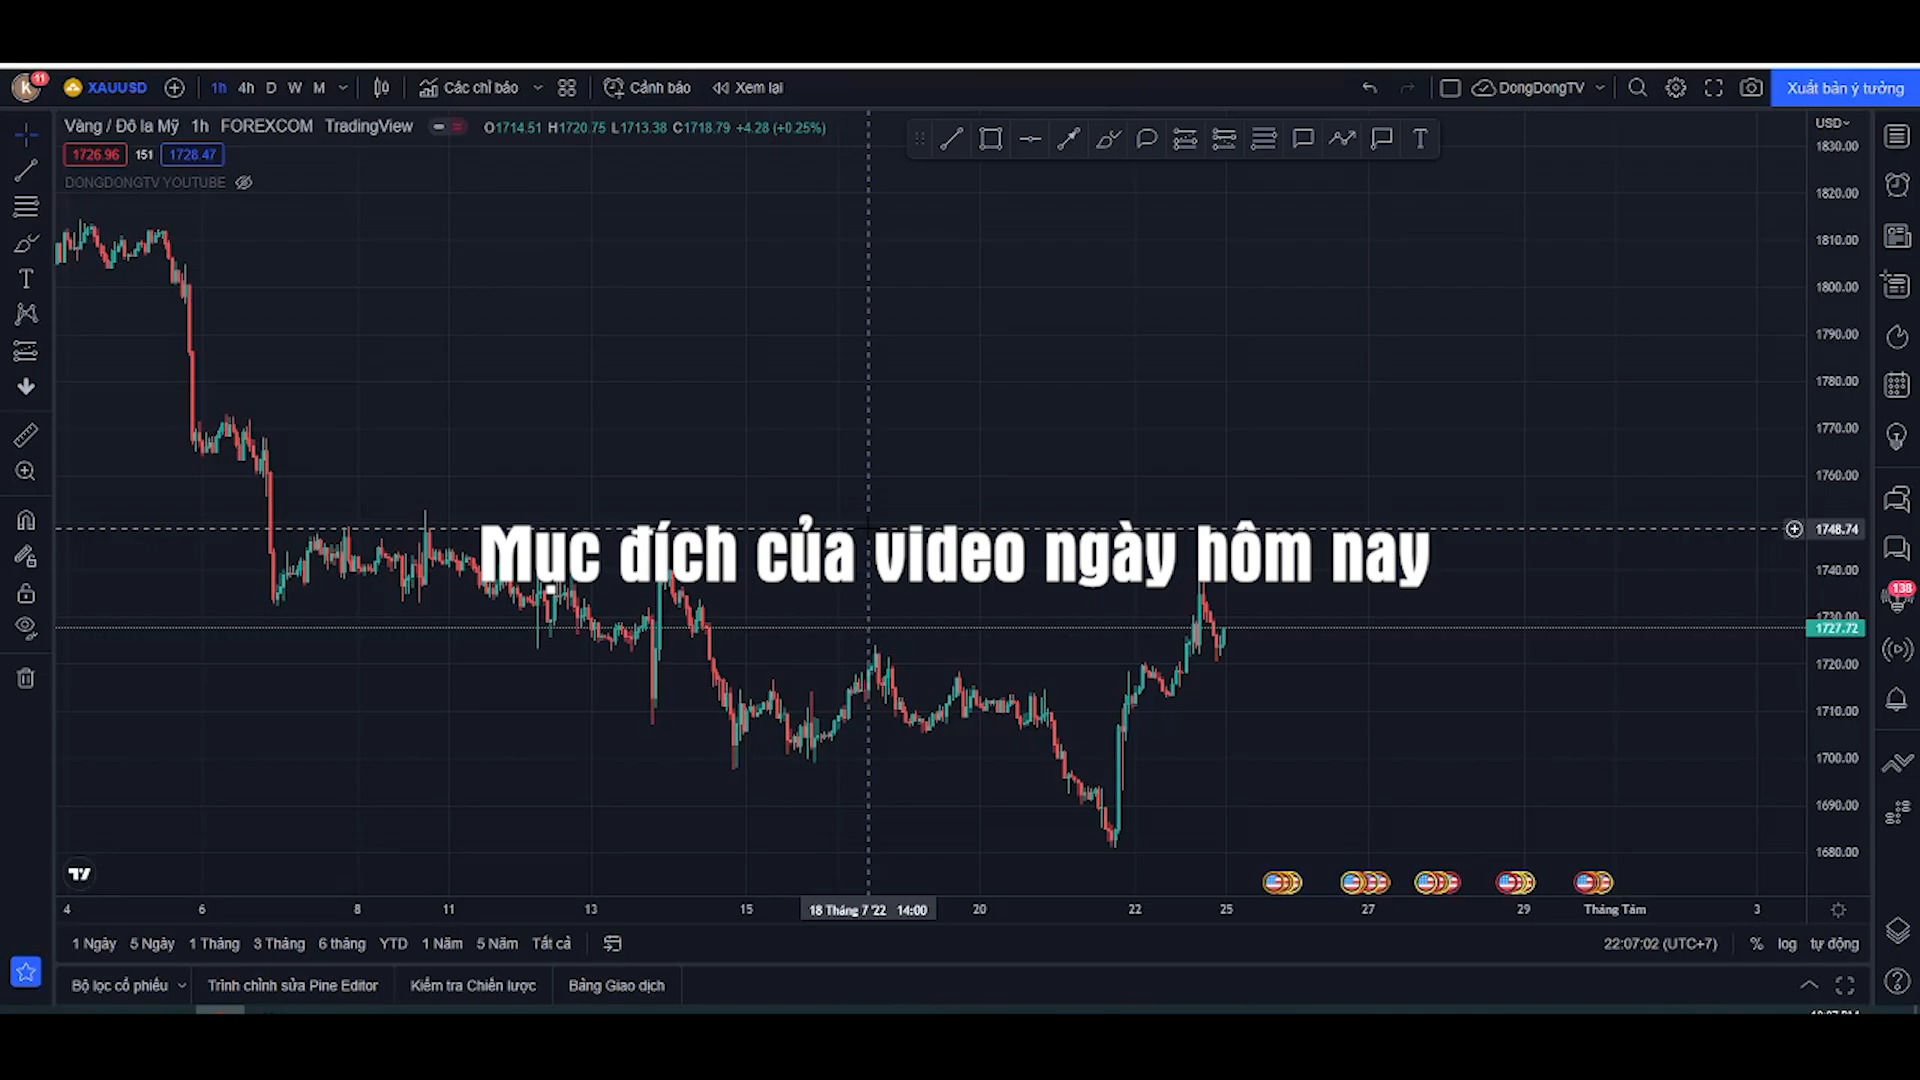 K 11 XAUUSD 1h 4h D W M Các chỉ báo Cảnh báo Xem lại DongDongTV Xuất bản ý tưởng
Vàng / Đô la Mỹ 1h FOREXCOM TradingView O1714.51 H1720.75 L1713.38 C1718.79 +4.28 (+0.25%)
USD
1726.96 151 1728.47
DONGDONGTV YOUTUBE
1830.00
1820.00
1810.00
1800.00
1790.00
1780.00
1770.00
1760.00
1748.74
Mục đích của video ngày hôm nay
1740.00
138
1730.00
1727.72
1720.00
1710.00
1700.00
1690.00
1680.00
4 6 8 11 13 15 18 Tháng 7 '22 14:00 20 22 25 27 29 Tháng Tám 3
1 Ngày 5 Ngày 1 Tháng 3 Tháng 6 tháng YTD 1 Năm 5 Năm Tất cả 22:07:02 (UTC+7) % log tự động
Bộ lọc cổ phiếu Trình chỉnh sửa Pine Editor Kiểm tra Chiến lược Bảng Giao dịch